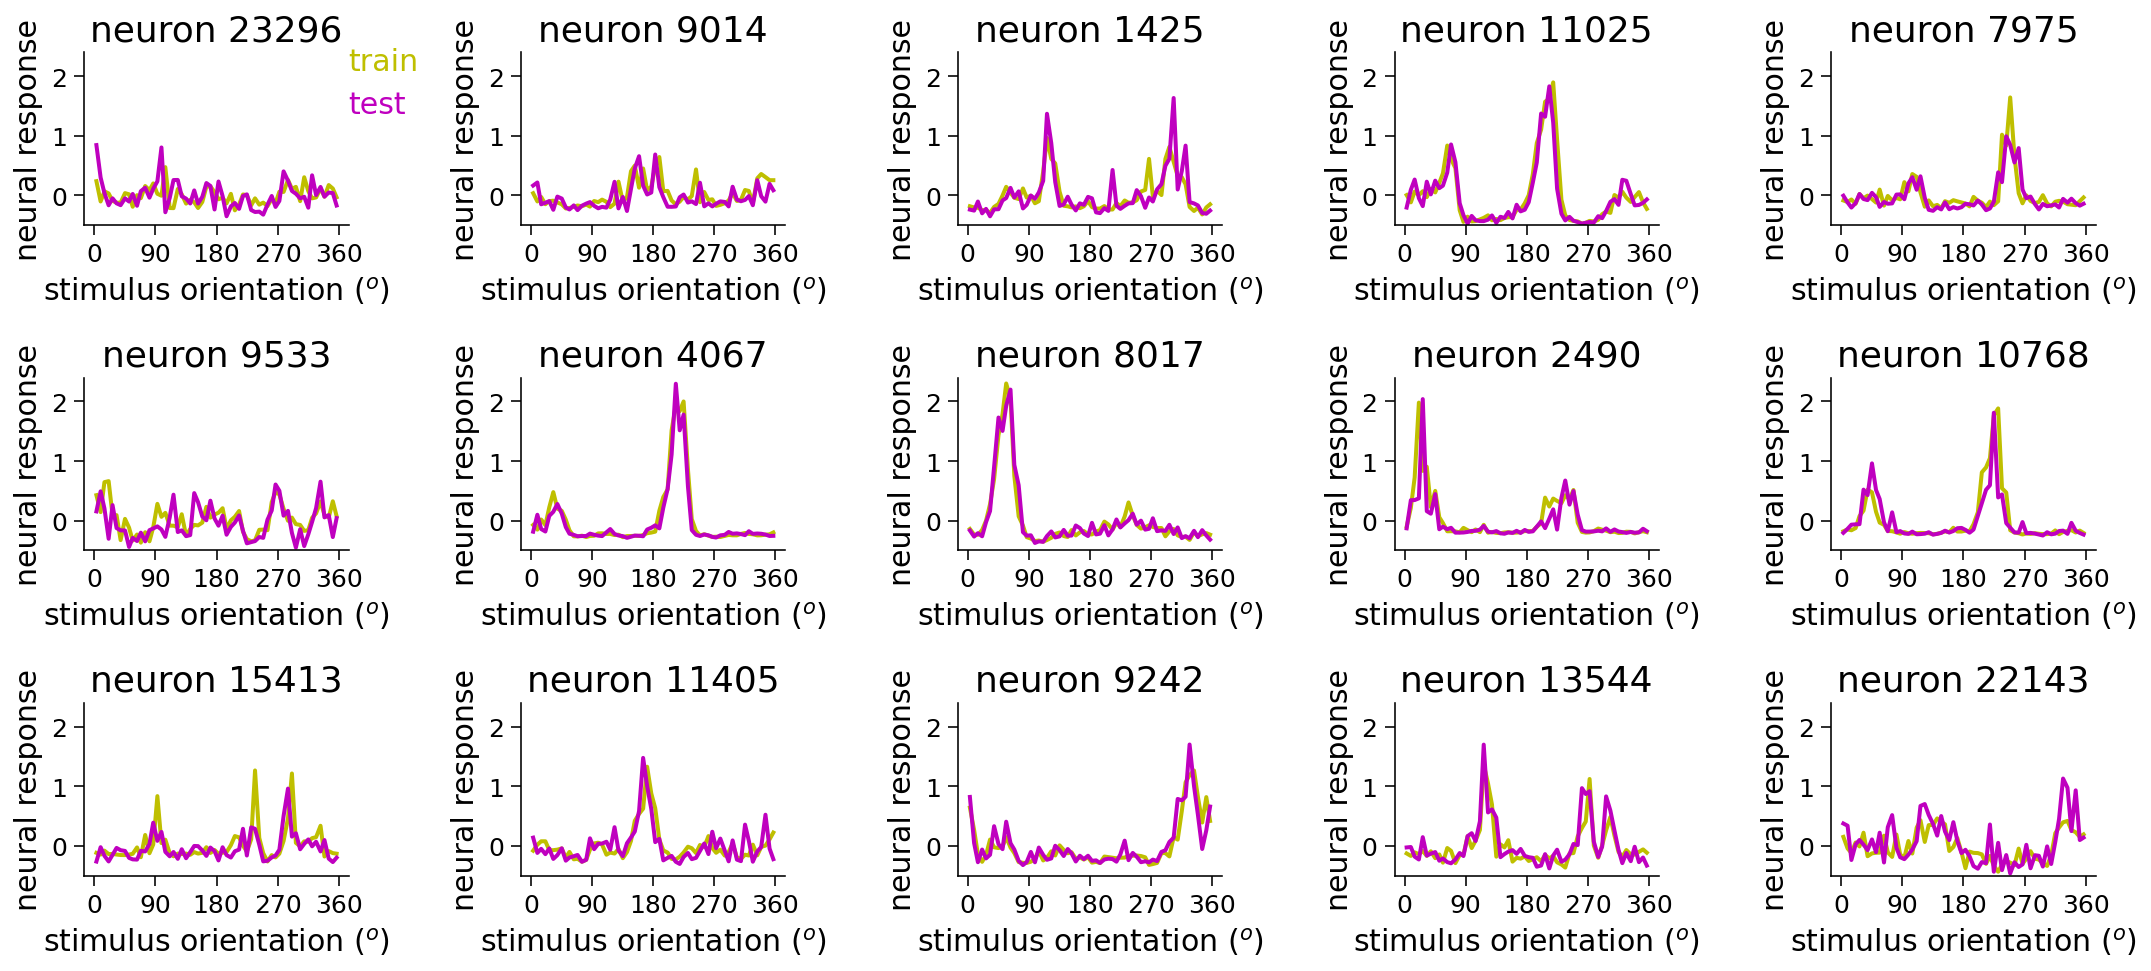 neuron 23296
train
test
neural response
2
1
0
0 90 180 270 360
stimulus orientation (º)
neuron 9014
neural response
2
1
0
0 90 180 270 360
stimulus orientation (º)
neuron 1425
neural response
2
1
0
0 90 180 270 360
stimulus orientation (º)
neuron 11025
neural response
2
1
0
0 90 180 270 360
stimulus orientation (º)
neuron 7975
neural response
2
1
0
0 90 180 270 360
stimulus orientation (º)
neuron 9533
neural response
2
1
0
0 90 180 270 360
stimulus orientation (º)
neuron 4067
neural response
2
1
0
0 90 180 270 360
stimulus orientation (º)
neuron 8017
neural response
2
1
0
0 90 180 270 360
stimulus orientation (º)
neuron 2490
neural response
2
1
0
0 90 180 270 360
stimulus orientation (º)
neuron 10768
neural response
2
1
0
0 90 180 270 360
stimulus orientation (º)
neuron 15413
neural response
2
1
0
0 90 180 270 360
stimulus orientation (º)
neuron 11405
neural response
2
1
0
0 90 180 270 360
stimulus orientation (º)
neuron 9242
neural response
2
1
0
0 90 180 270 360
stimulus orientation (º)
neuron 13544
neural response
2
1
0
0 90 180 270 360
stimulus orientation (º)
neuron 22143
neural response
2
1
0
0 90 180 270 360
stimulus orientation (º)